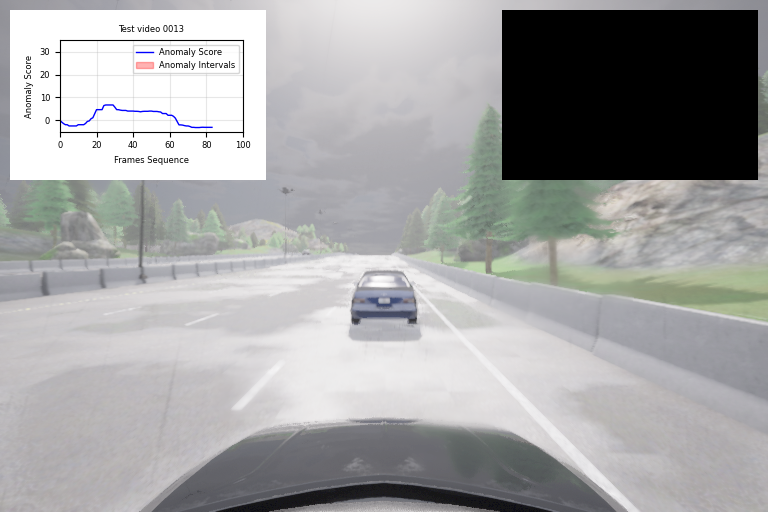 Test video 0013
Anomaly Score
Anomaly Intervals
30
20
10
0
Anomaly Score
0 20 40 60 80 100
Frames Sequence